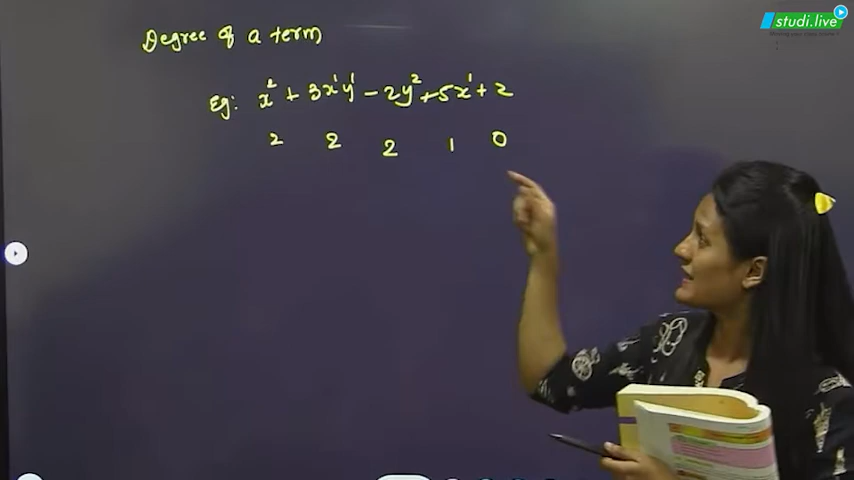 studi.live
Degree of a term
Eg: x² + 3x¹y¹ - 2y² + 5x¹ + 2
2 2 2 1 0